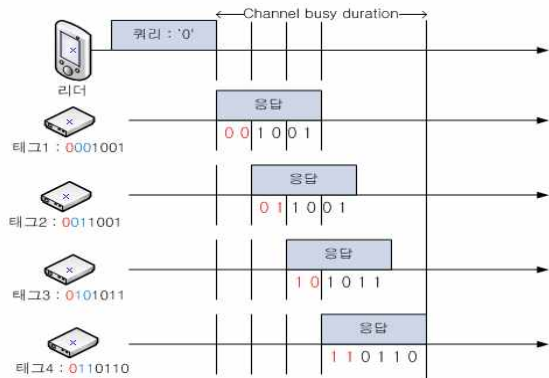 Channel busy duration
쿼리 : '0'
리더
응답
0 0 1 0 0 1
태그1 : 0001001
응답
0 1 1 0 0 1
태그2 : 0011001
응답
1 0 1 0 1 1
태그3 : 0101011
응답
1 1 0 1 1 0
태그4 : 0110110